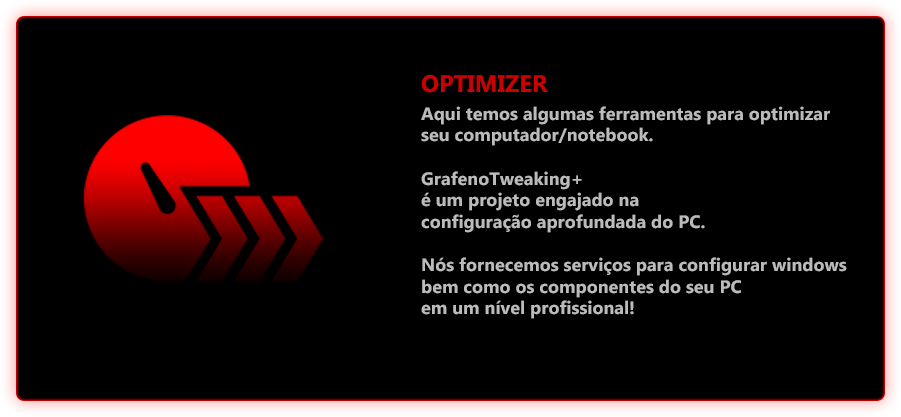 OPTIMIZER
Aqui temos algumas ferramentas para optimizar
seu computador/notebook.
GrafenoTweaking+
é um projeto engajado na
configuração aprofundada do PC.
Nós fornecemos serviços para configurar windows
bem como os componentes do seu PC
em um nível profissional!